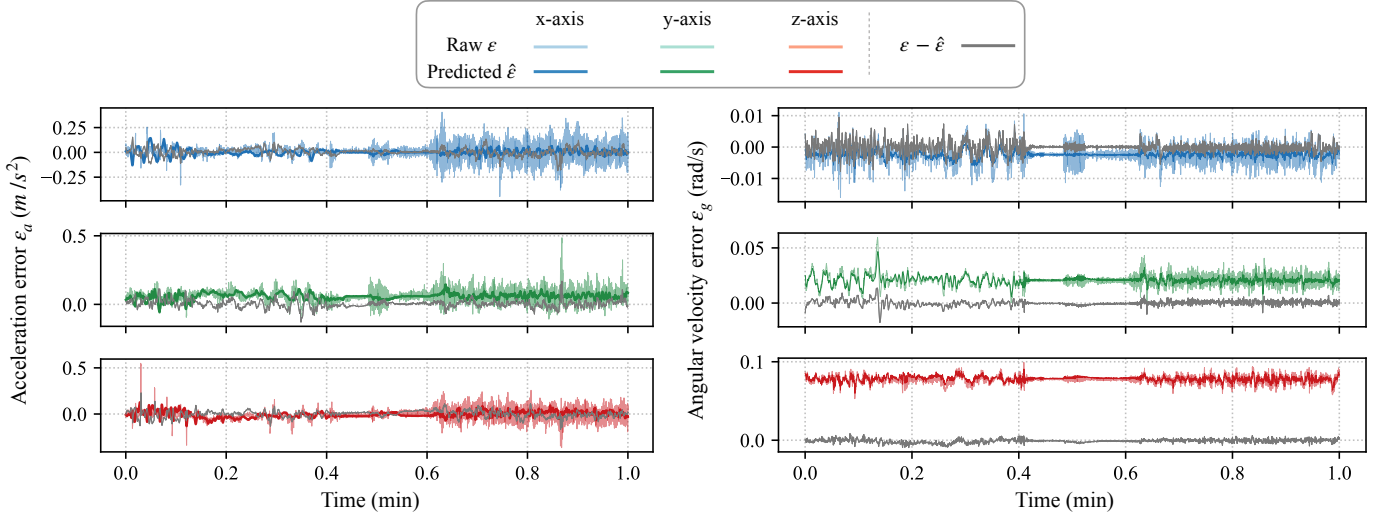 x-axis y-axis z-axis
Raw ε ε − ε̂
Predicted ε̂
Acceleration error ε_a (m /s²)
0.25
0.00
−0.25
0.5
0.0
0.5
0.0
0.0 0.2 0.4 0.6 0.8 1.0
Time (min)
Angular velocity error ε_g (rad/s)
0.01
0.00
−0.01
0.05
0.00
0.1
0.0
0.0 0.2 0.4 0.6 0.8 1.0
Time (min)